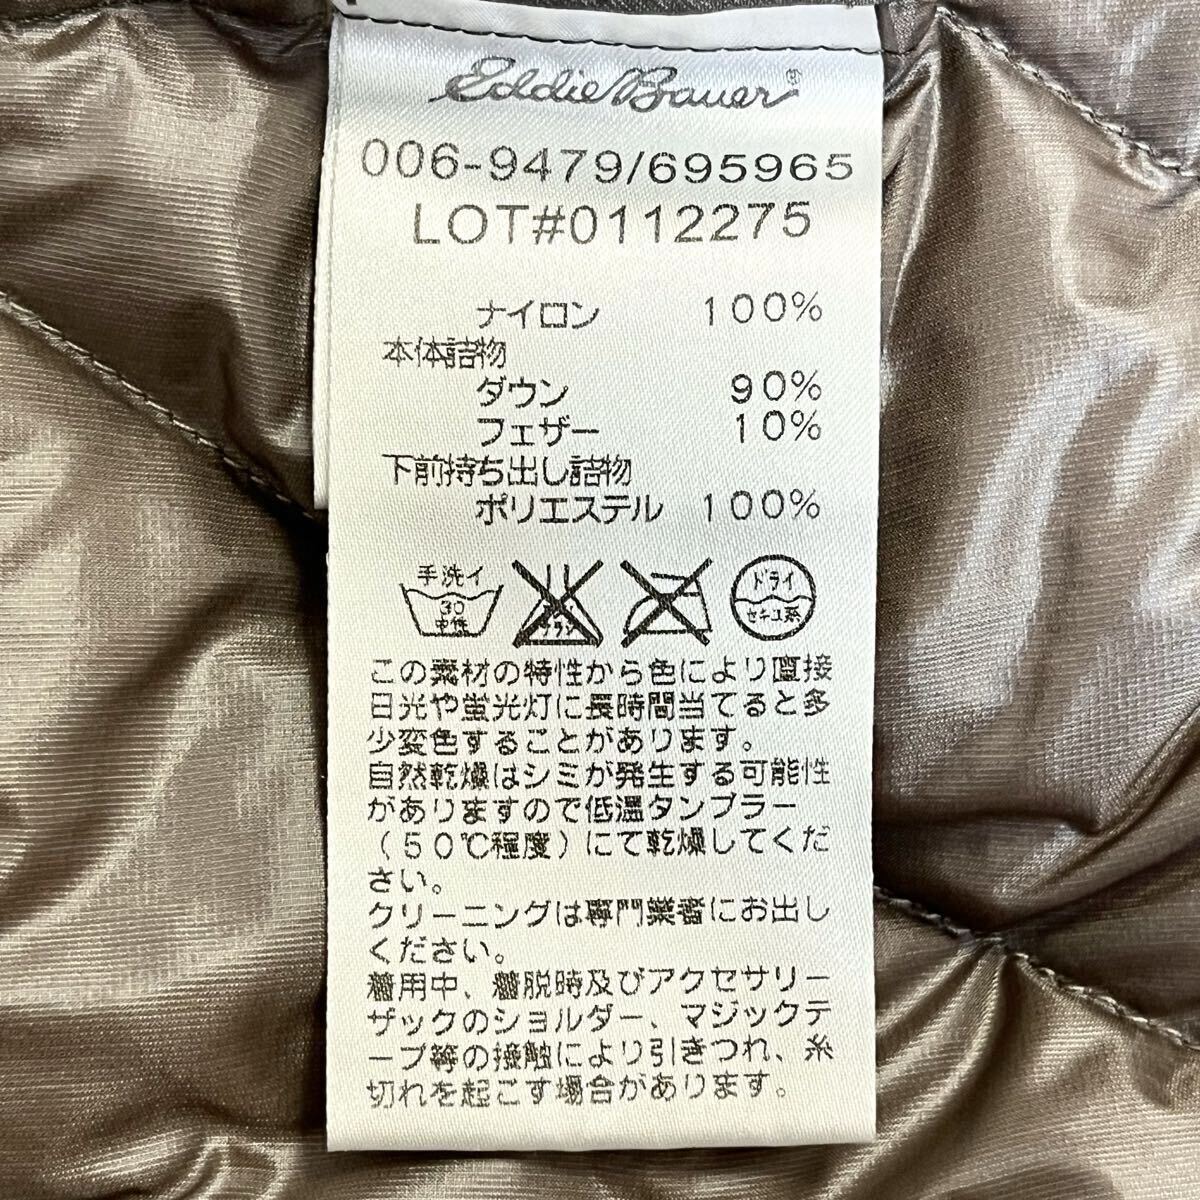 Eddie Bauer®
006-9479/695965
LOT#0112275
ナイロン 100%
本体詰物
ダウン 90%
フェザー 10%
下前持ち出し詰物
ポリエステル 100%
手洗イ
30
中性
エンソ
サラシ
ドライ
セキユ系
この素材の特性から色により直接
日光や蛍光灯に長時間当てると多
少変色することがあります。
自然乾燥はシミが発生する可能性
がありますので低温タンブラー
(50℃程度)にて乾燥してくだ
さい。
クリーニングは専門業者にお出し
ください。
着用中、着脱時及びアクセサリー
ザックのショルダー、マジックテ
ープ等の接触により引きつれ、糸
切れを起こす場合があります。